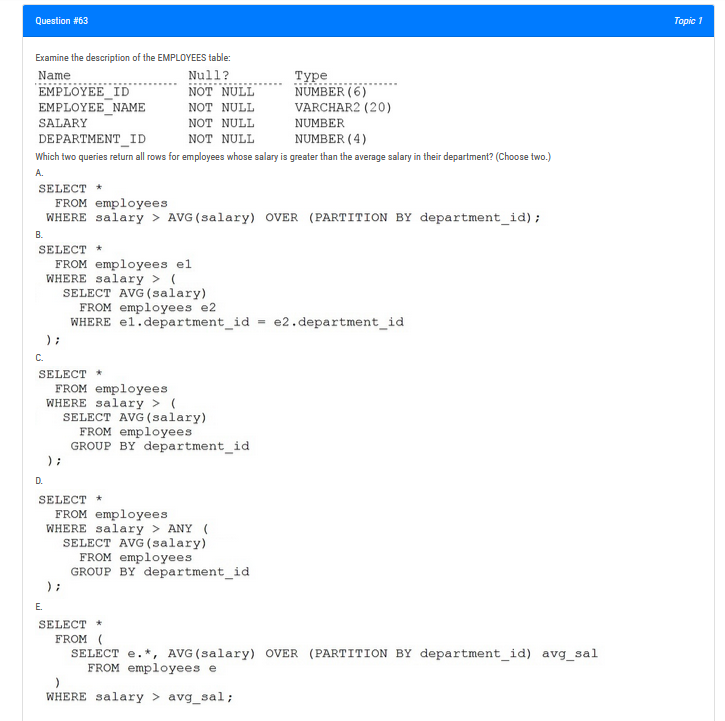 Question #63 Topic 1
Examine the description of the EMPLOYEES table:
Name Null? Type
EMPLOYEE_ID NOT NULL NUMBER(6)
EMPLOYEE_NAME NOT NULL VARCHAR2(20)
SALARY NOT NULL NUMBER
DEPARTMENT_ID NOT NULL NUMBER(4)
Which two queries return all rows for employees whose salary is greater than the average salary in their department? (Choose two.)
A.
SELECT *
FROM employees
WHERE salary > AVG(salary) OVER (PARTITION BY department_id);
B.
SELECT *
FROM employees e1
WHERE salary > (
SELECT AVG(salary)
FROM employees e2
WHERE e1.department_id = e2.department_id
);
C.
SELECT *
FROM employees
WHERE salary > (
SELECT AVG(salary)
FROM employees
GROUP BY department_id
);
D.
SELECT *
FROM employees
WHERE salary > ANY (
SELECT AVG(salary)
FROM employees
GROUP BY department_id
);
E.
SELECT *
FROM (
SELECT e.*, AVG(salary) OVER (PARTITION BY department_id) avg_sal
FROM employees e
)
WHERE salary > avg_sal;